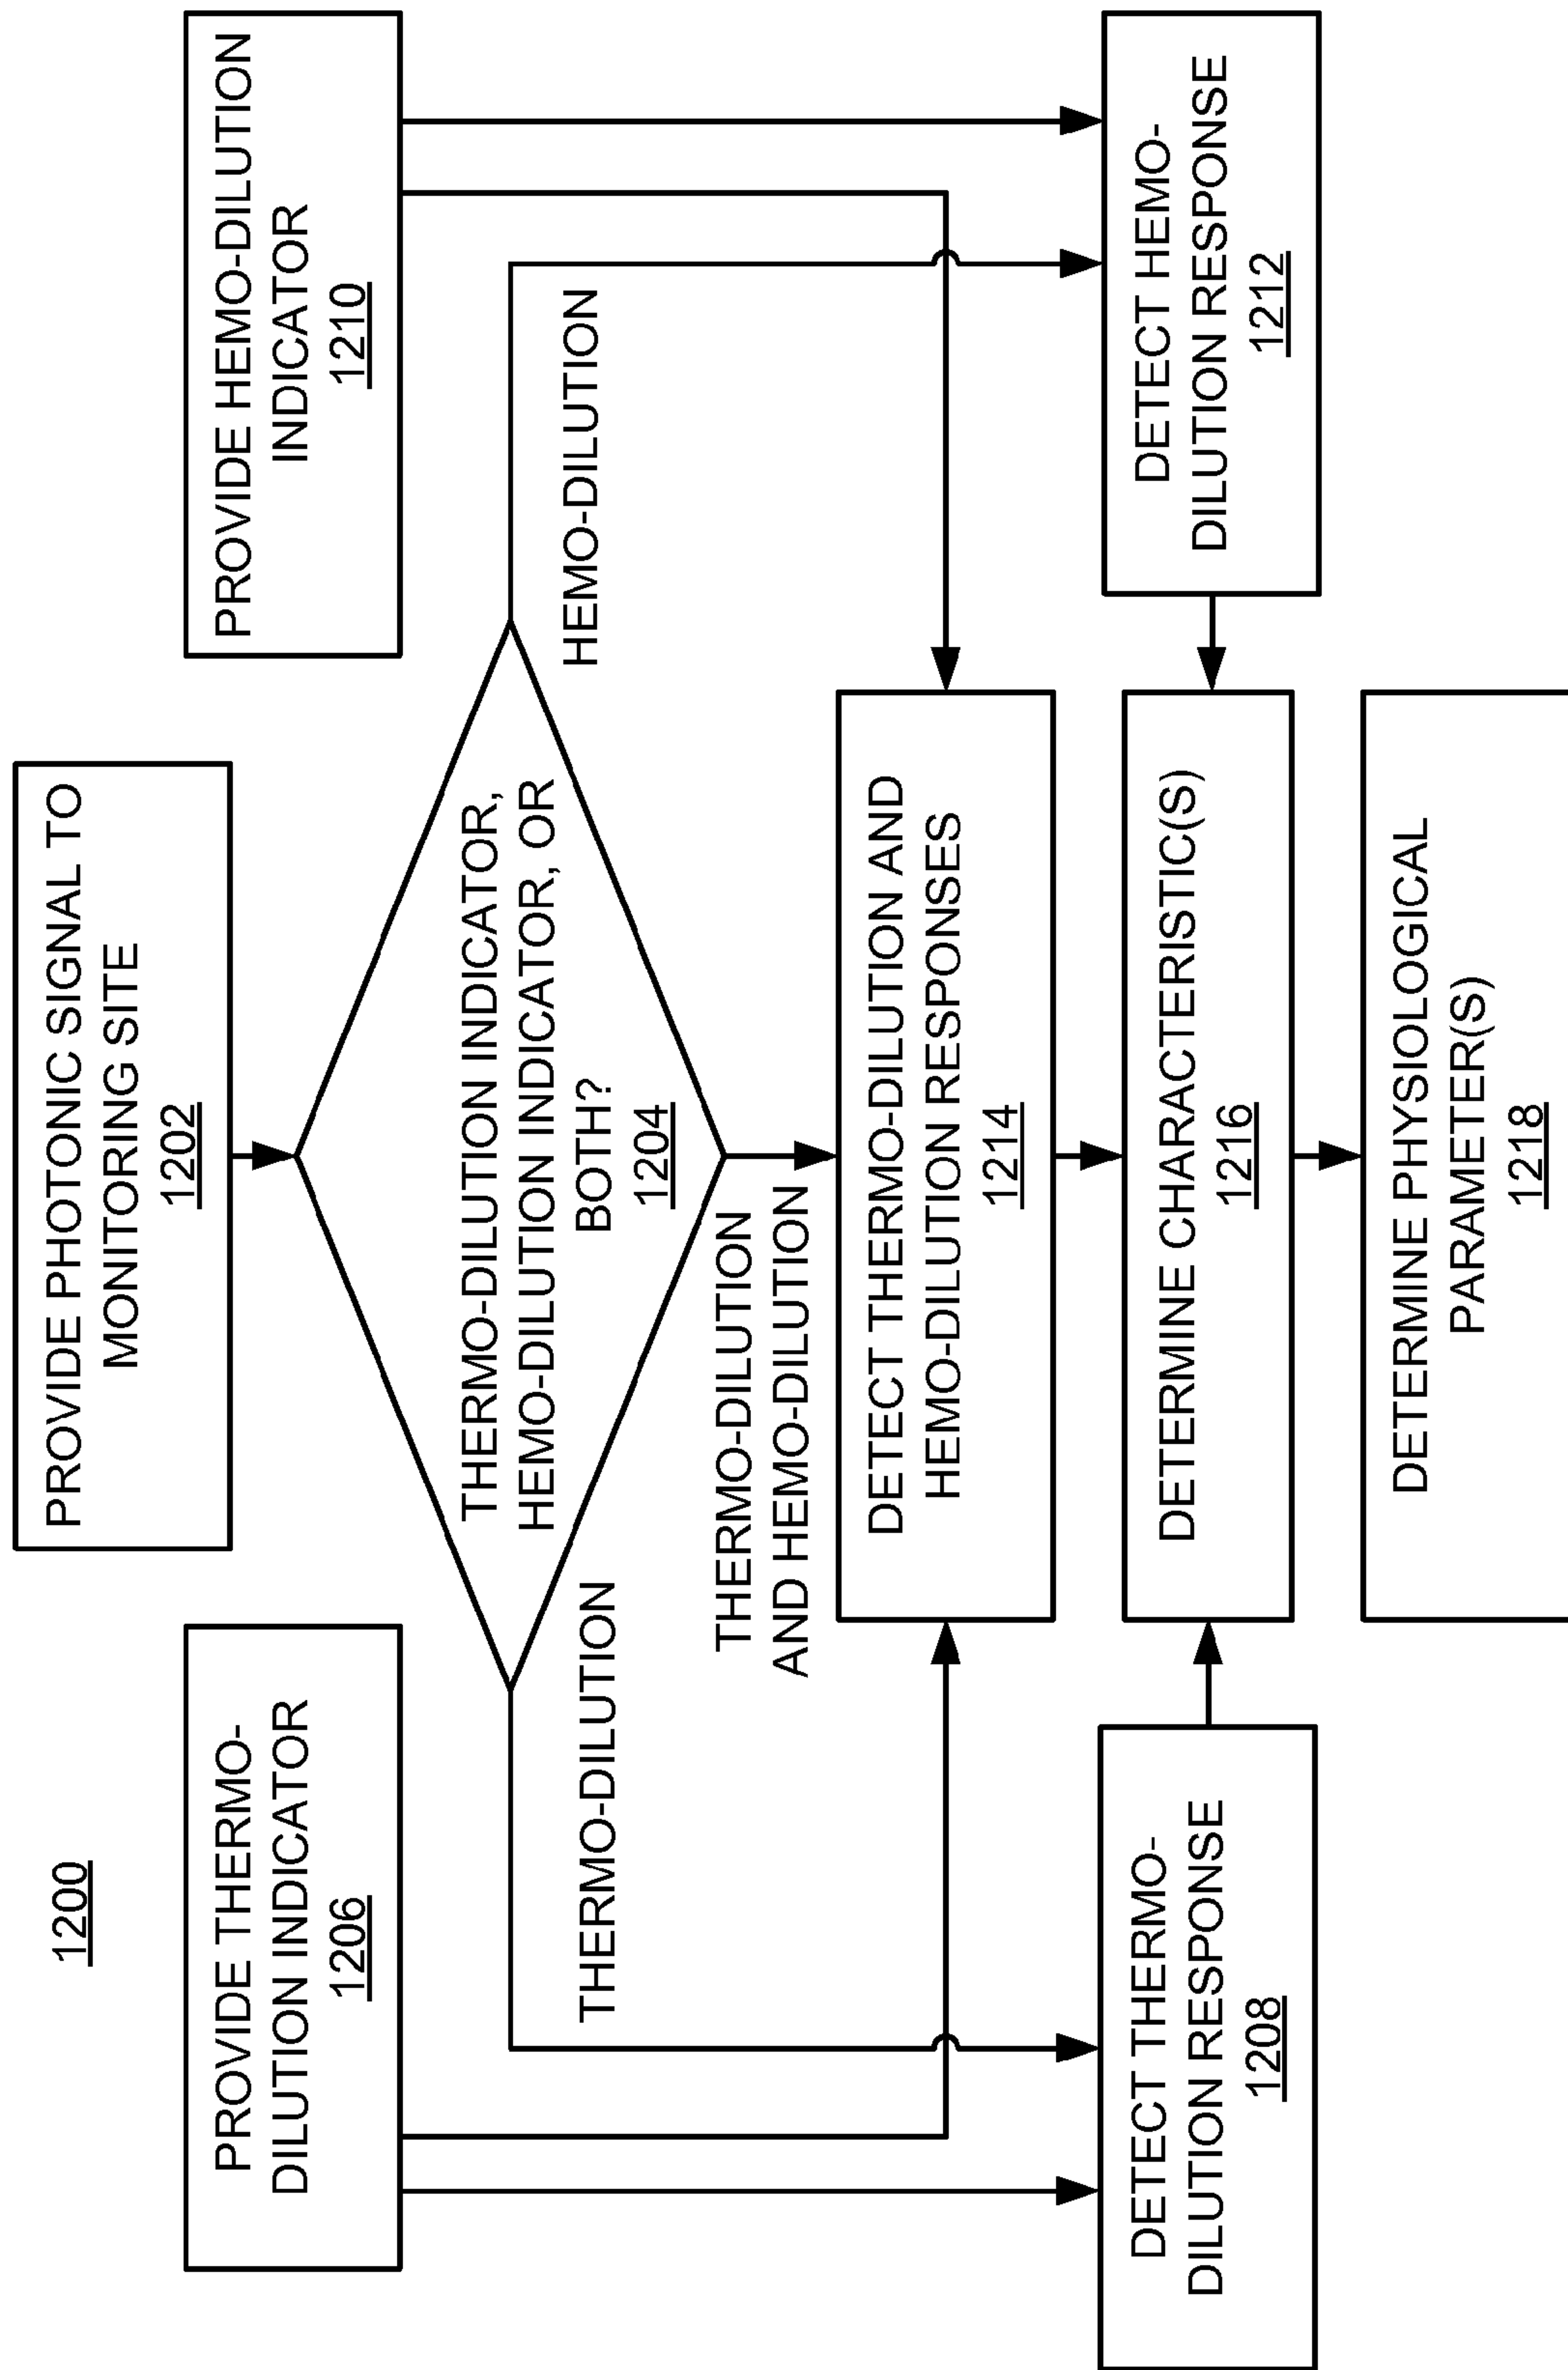 1200
PROVIDE PHOTONIC SIGNAL TO
MONITORING SITE
1202
PROVIDE THERMO-
DILUTION INDICATOR
1206
PROVIDE HEMO-DILUTION
INDICATOR
1210
THERMO-DILUTION INDICATOR,
HEMO-DILUTION INDICATOR, OR
BOTH?
1204
THERMO-DILUTION
HEMO-DILUTION
THERMO-DILUTION
AND HEMO-DILUTION
DETECT THERMO-DILUTION AND
HEMO-DILUTION RESPONSES
1214
DETECT THERMO-
DILUTION RESPONSE
1208
DETERMINE CHARACTERISTIC(S)
1216
DETECT HEMO-
DILUTION RESPONSE
1212
DETERMINE PHYSIOLOGICAL
PARAMETER(S)
1218